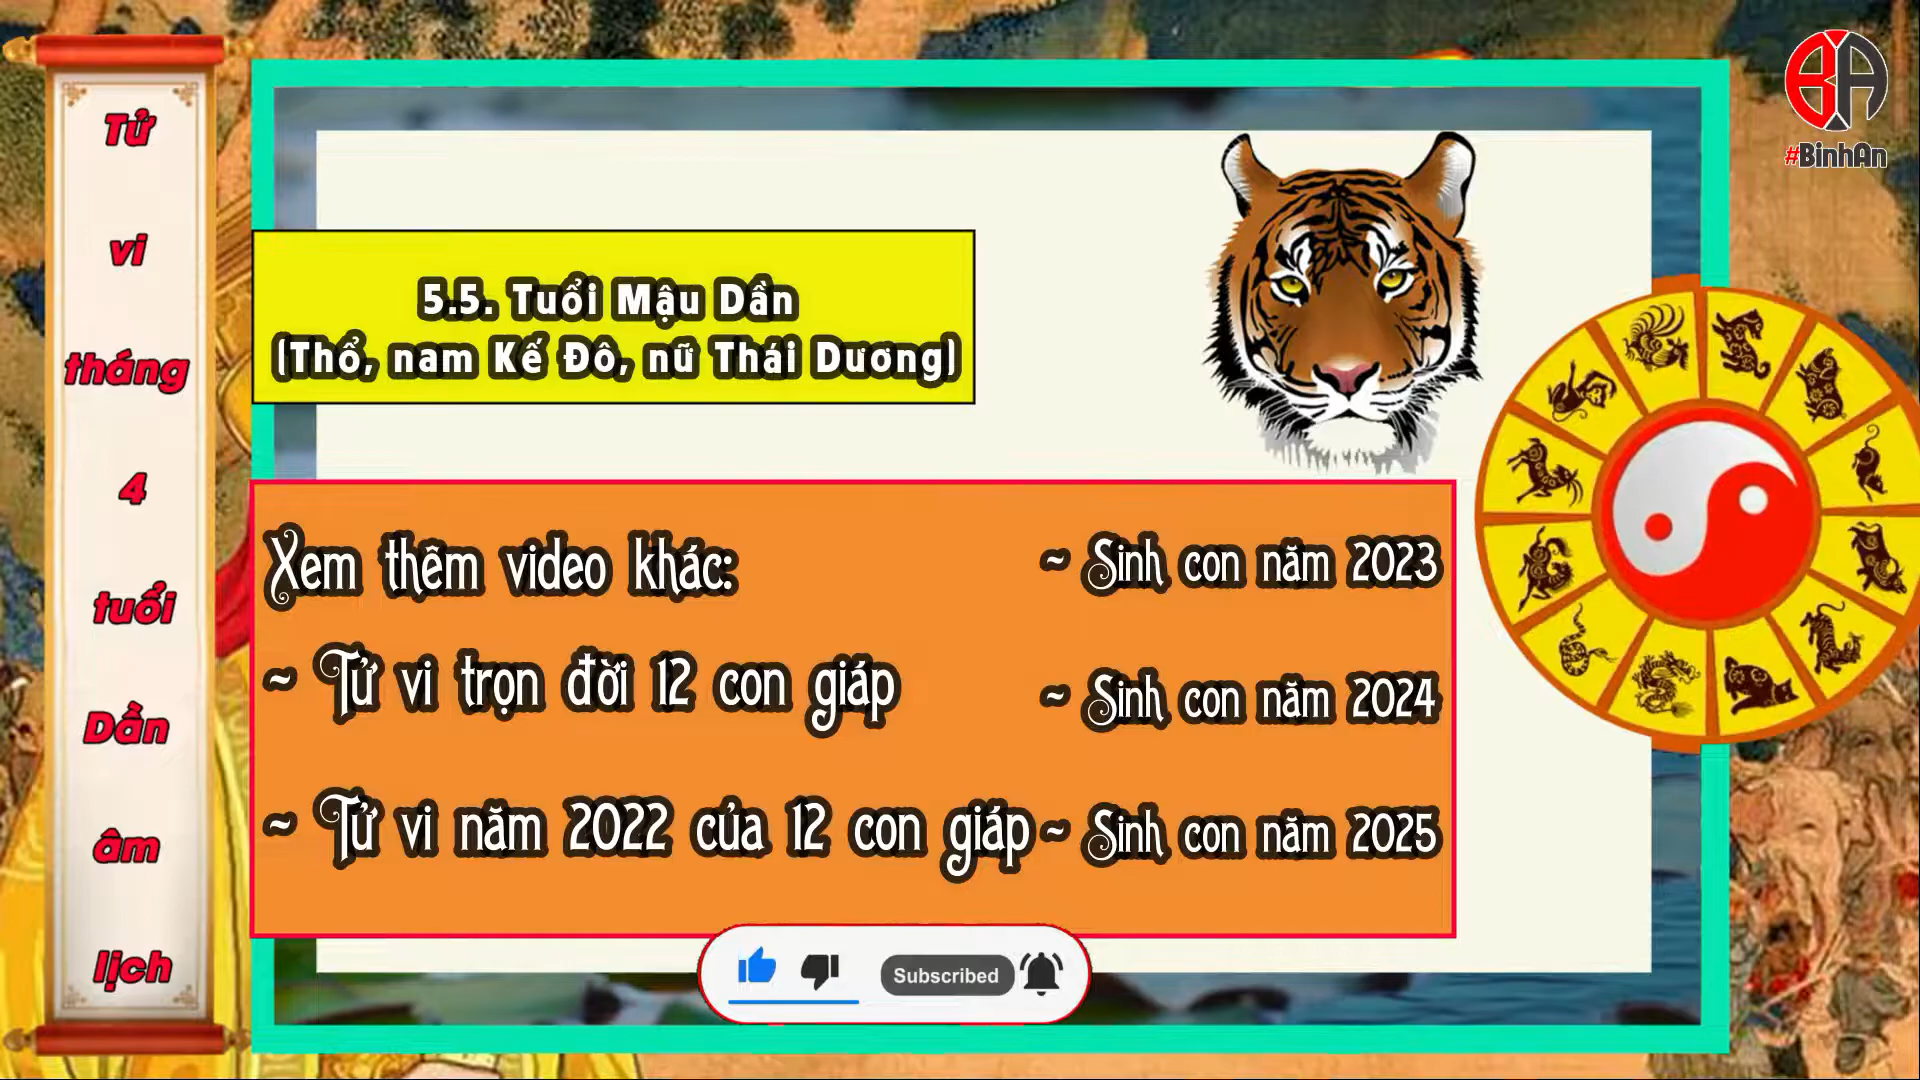 Tử
vi
tháng
4
tuổi
Dần
âm
lịch
#BinhAn
5.5. Tuổi Mậu Dần
(Thổ, nam Kế Đô, nữ Thái Dương)
Xem thêm video khác:
~ Tử vi trọn đời 12 con giáp
~ Tử vi năm 2022 của 12 con giáp
~ Sinh con năm 2023
~ Sinh con năm 2024
~ Sinh con năm 2025
Subscribed